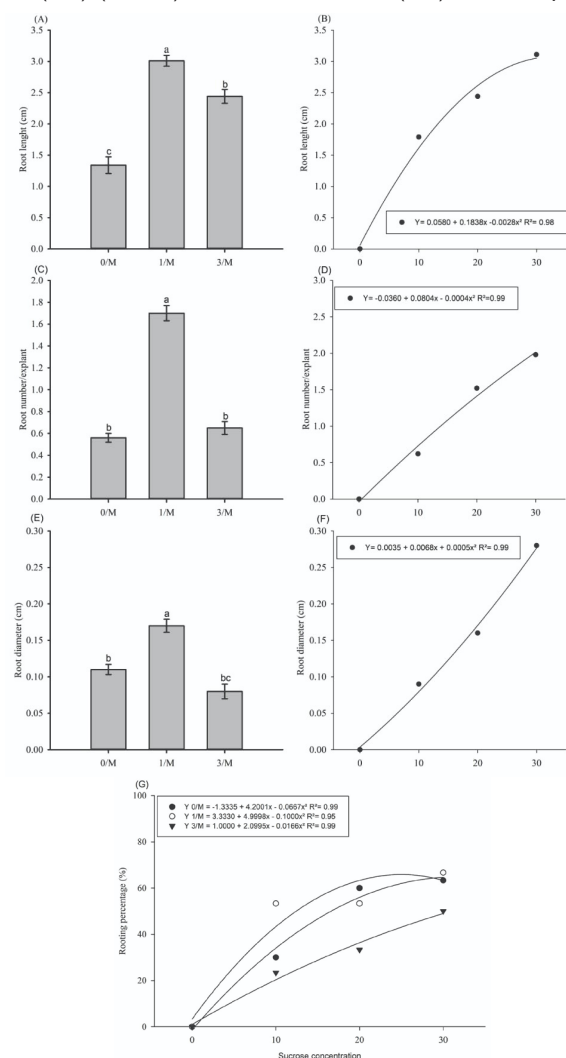 (A)
Root lenght (cm)
3.5
3.0
2.5
2.0
1.5
1.0
0.5
0.0
c
a
b
0/M 1/M 3/M
(B)
Root lenght (cm)
3.5
3.0
2.5
2.0
1.5
1.0
0.5
0.0
Y= 0.0580 + 0.1838x -0.0028x² R²= 0.98
0 10 20 30
(C)
Root number/explant
2.0
1.8
1.6
1.4
1.2
1.0
0.8
0.6
0.4
0.2
0.0
b
a
b
0/M 1/M 3/M
(D)
Root number/explant
3.0
2.5
2.0
1.5
1.0
0.5
0.0
Y= -0.0360 + 0.0804x - 0.0004x² R²=0.99
0 10 20 30
(E)
Root diameter (cm)
0.30
0.25
0.20
0.15
0.10
0.05
0.00
b
a
bc
0/M 1/M 3/M
(F)
Root diameter (cm)
0.30
0.25
0.20
0.15
0.10
0.05
0.00
Y= 0.0035 + 0.0068x + 0.0005x² R²= 0.99
0 10 20 30
(G)
Rooting percentage (%)
100
80
60
40
20
0
Y 0/M = -1.3335 + 4.2001x - 0.0667x² R²= 0.99
Y 1/M = 3.3330 + 4.9998x - 0.1000x² R²= 0.95
Y 3/M = 1.0000 + 2.0995x - 0.0166x² R²= 0.99
0 10 20 30
Sucrose concentration